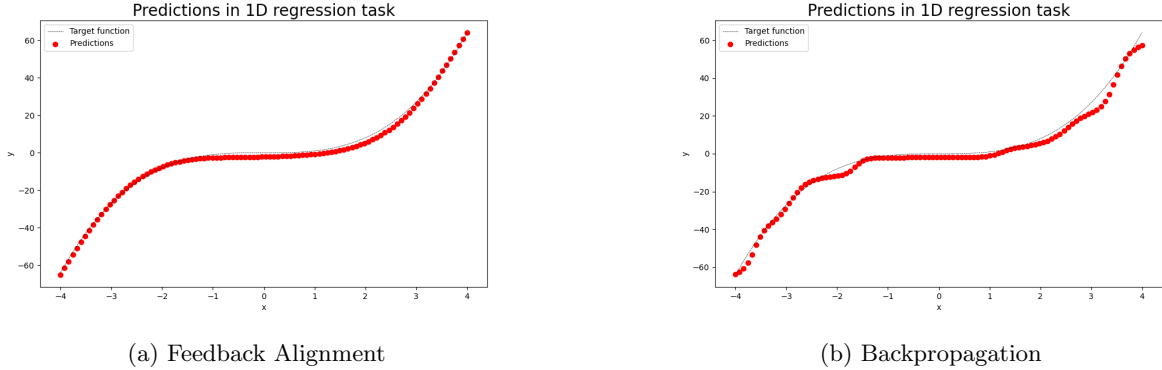 Predictions in 1D regression task
Target function
Predictions
60
40
20
0
−20
−40
−60
y
−4
−3
−2
−1
0
1
2
3
4
x
(a) Feedback Alignment
Predictions in 1D regression task
Target function
Predictions
60
40
20
0
−20
−40
−60
y
−4
−3
−2
−1
0
1
2
3
4
x
(b) Backpropagation